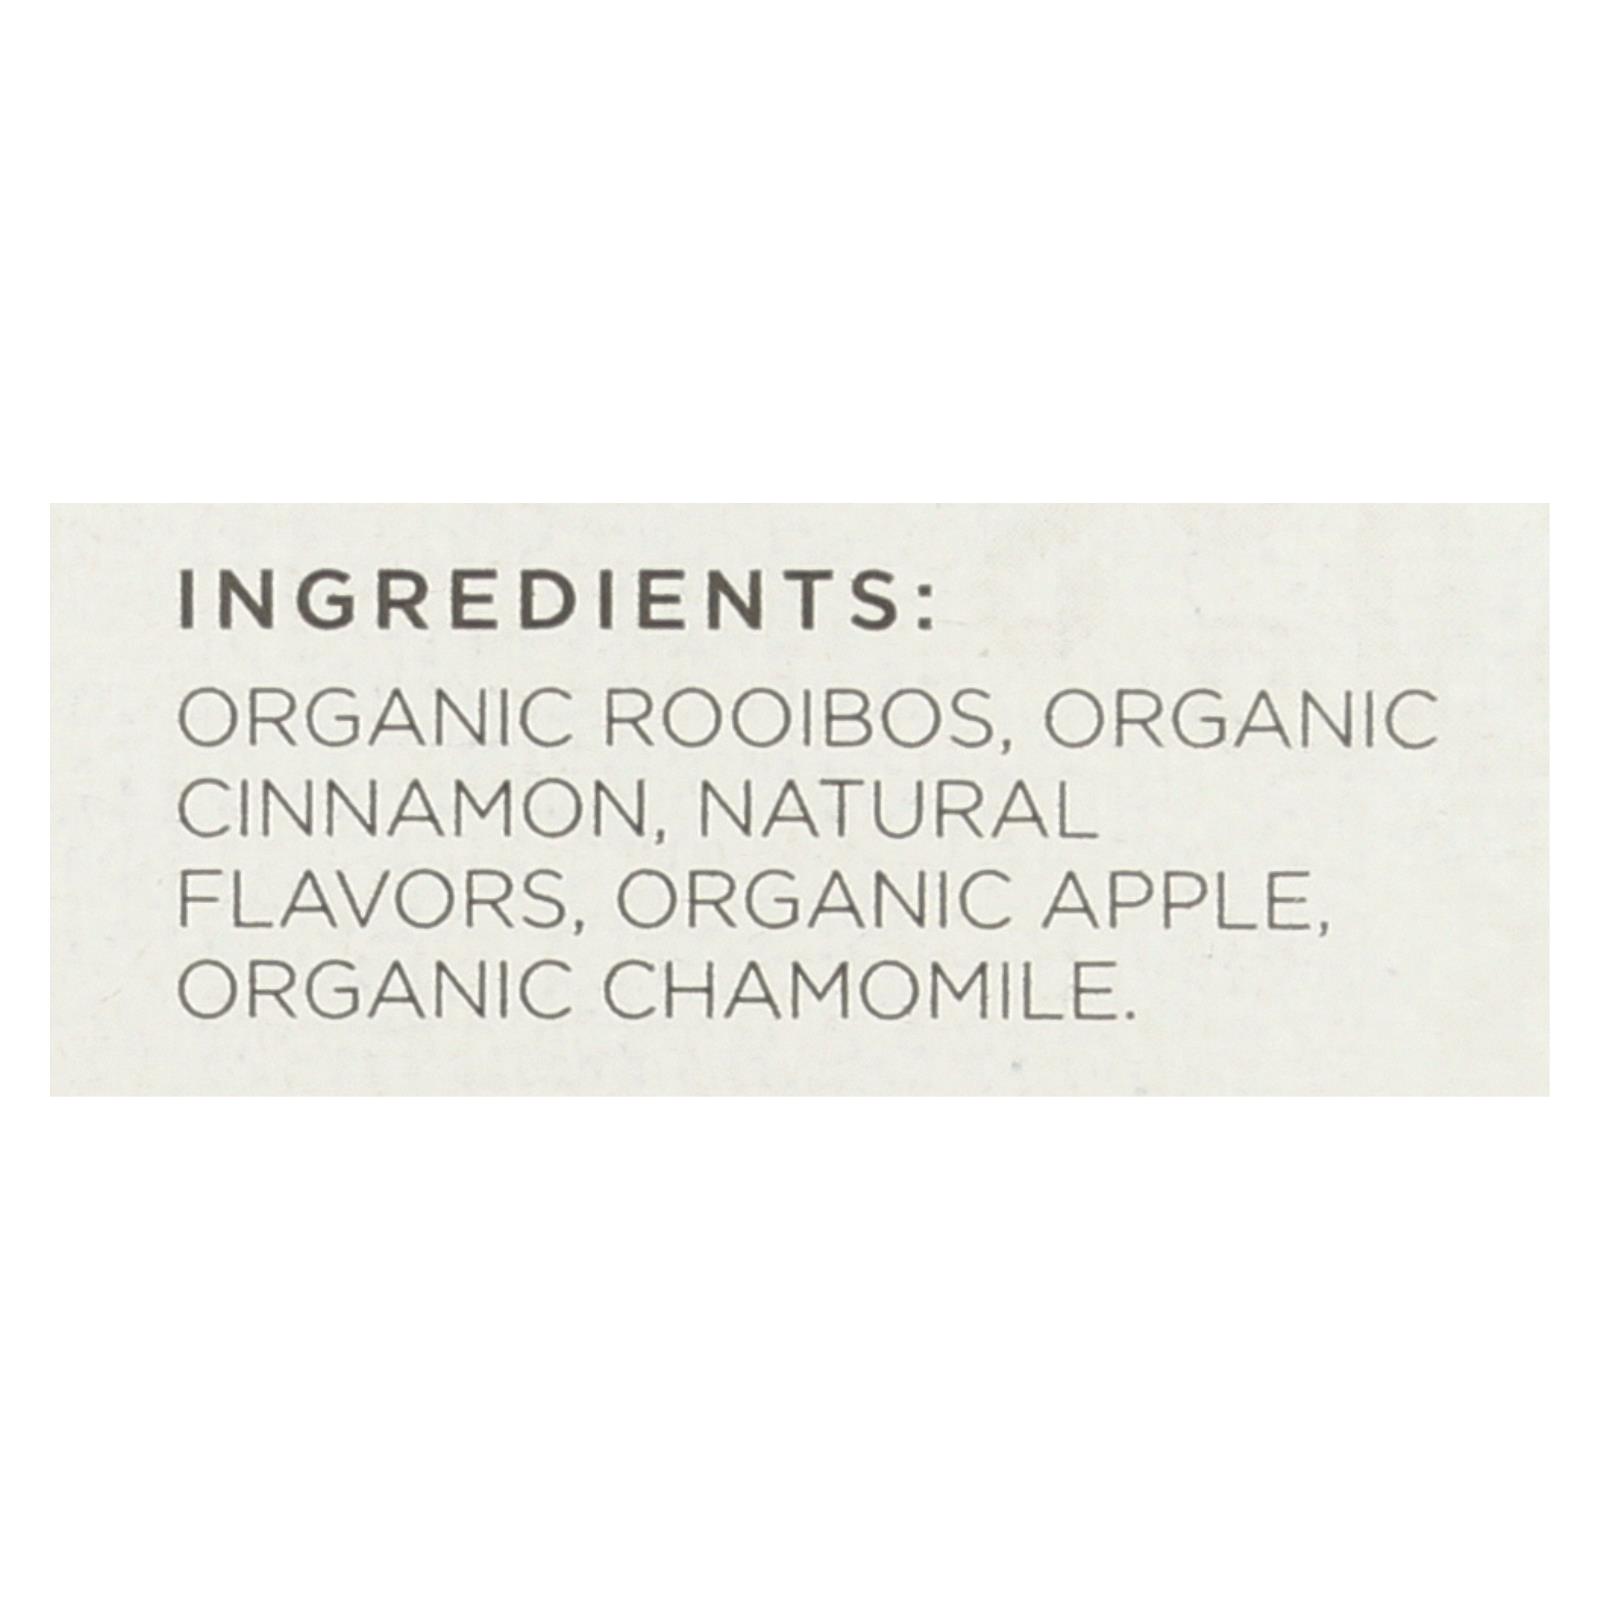 INGREDIENTS:
ORGANIC ROOIBOS, ORGANIC
CINNAMON, NATURAL
FLAVORS, ORGANIC APPLE,
ORGANIC CHAMOMILE.